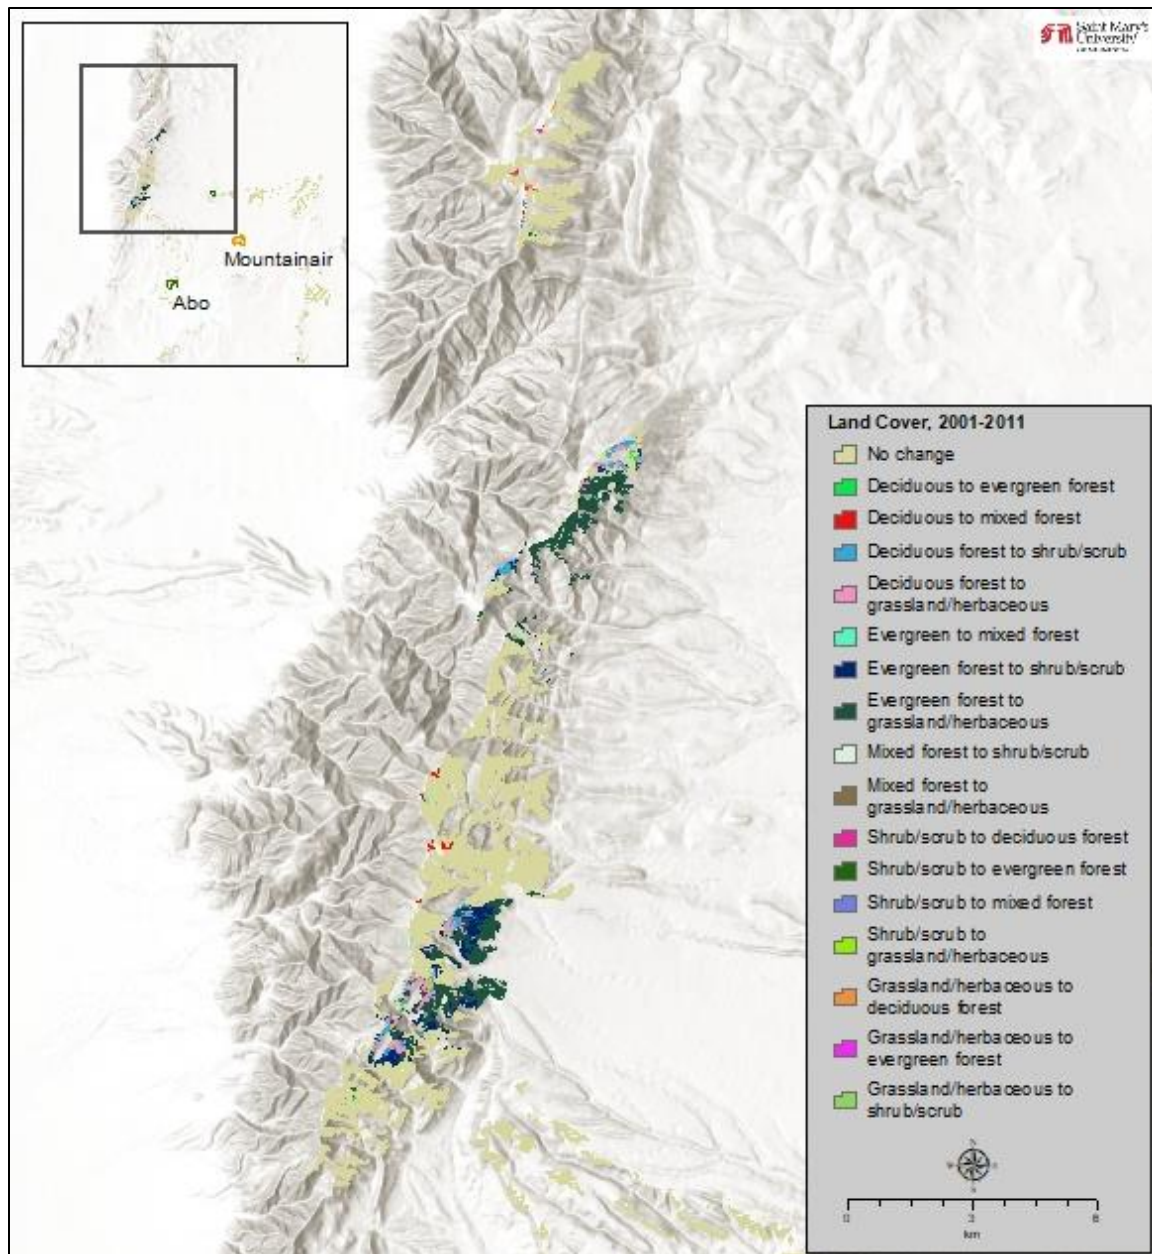 Saint Mary's
University
Mountainair
Abo
Land Cover, 2001-2011
No change
Deciduous to evergreen forest
Deciduous to mixed forest
Deciduous forest to shrub/scrub
Deciduous forest to
grassland/herbaceous
Evergreen to mixed forest
Evergreen forest to shrub/scrub
Evergreen forest to
grassland/herbaceous
Mixed forest to shrub/scrub
Mixed forest to
grassland/herbaceous
Shrub/scrub to deciduous forest
Shrub/scrub to evergreen forest
Shrub/scrub to mixed forest
Shrub/scrub to
grassland/herbaceous
Grassland/herbaceous to
deciduous forest
Grassland/herbaceous to
evergreen forest
Grassland/herbaceous to
shrub/scrub
N
W
S
0 3 6
km